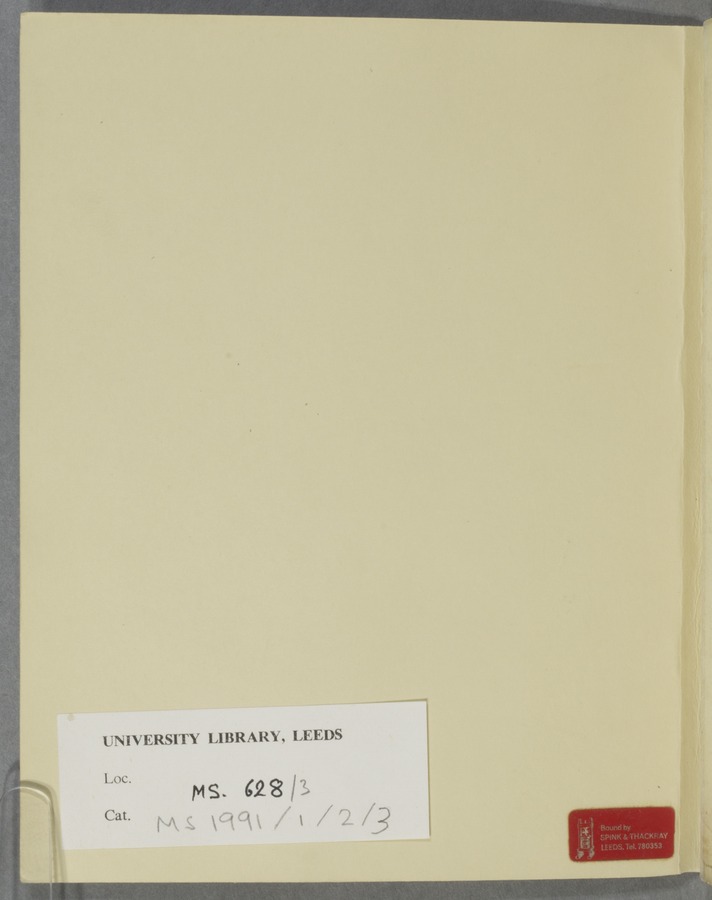 UNIVERSITY LIBRARY, LEEDS
Loc. MS. 628/3
Cat. MS 1991/1/2/3
Bound by
SPINK & THACKRAY
LEEDS. Tel. 780353